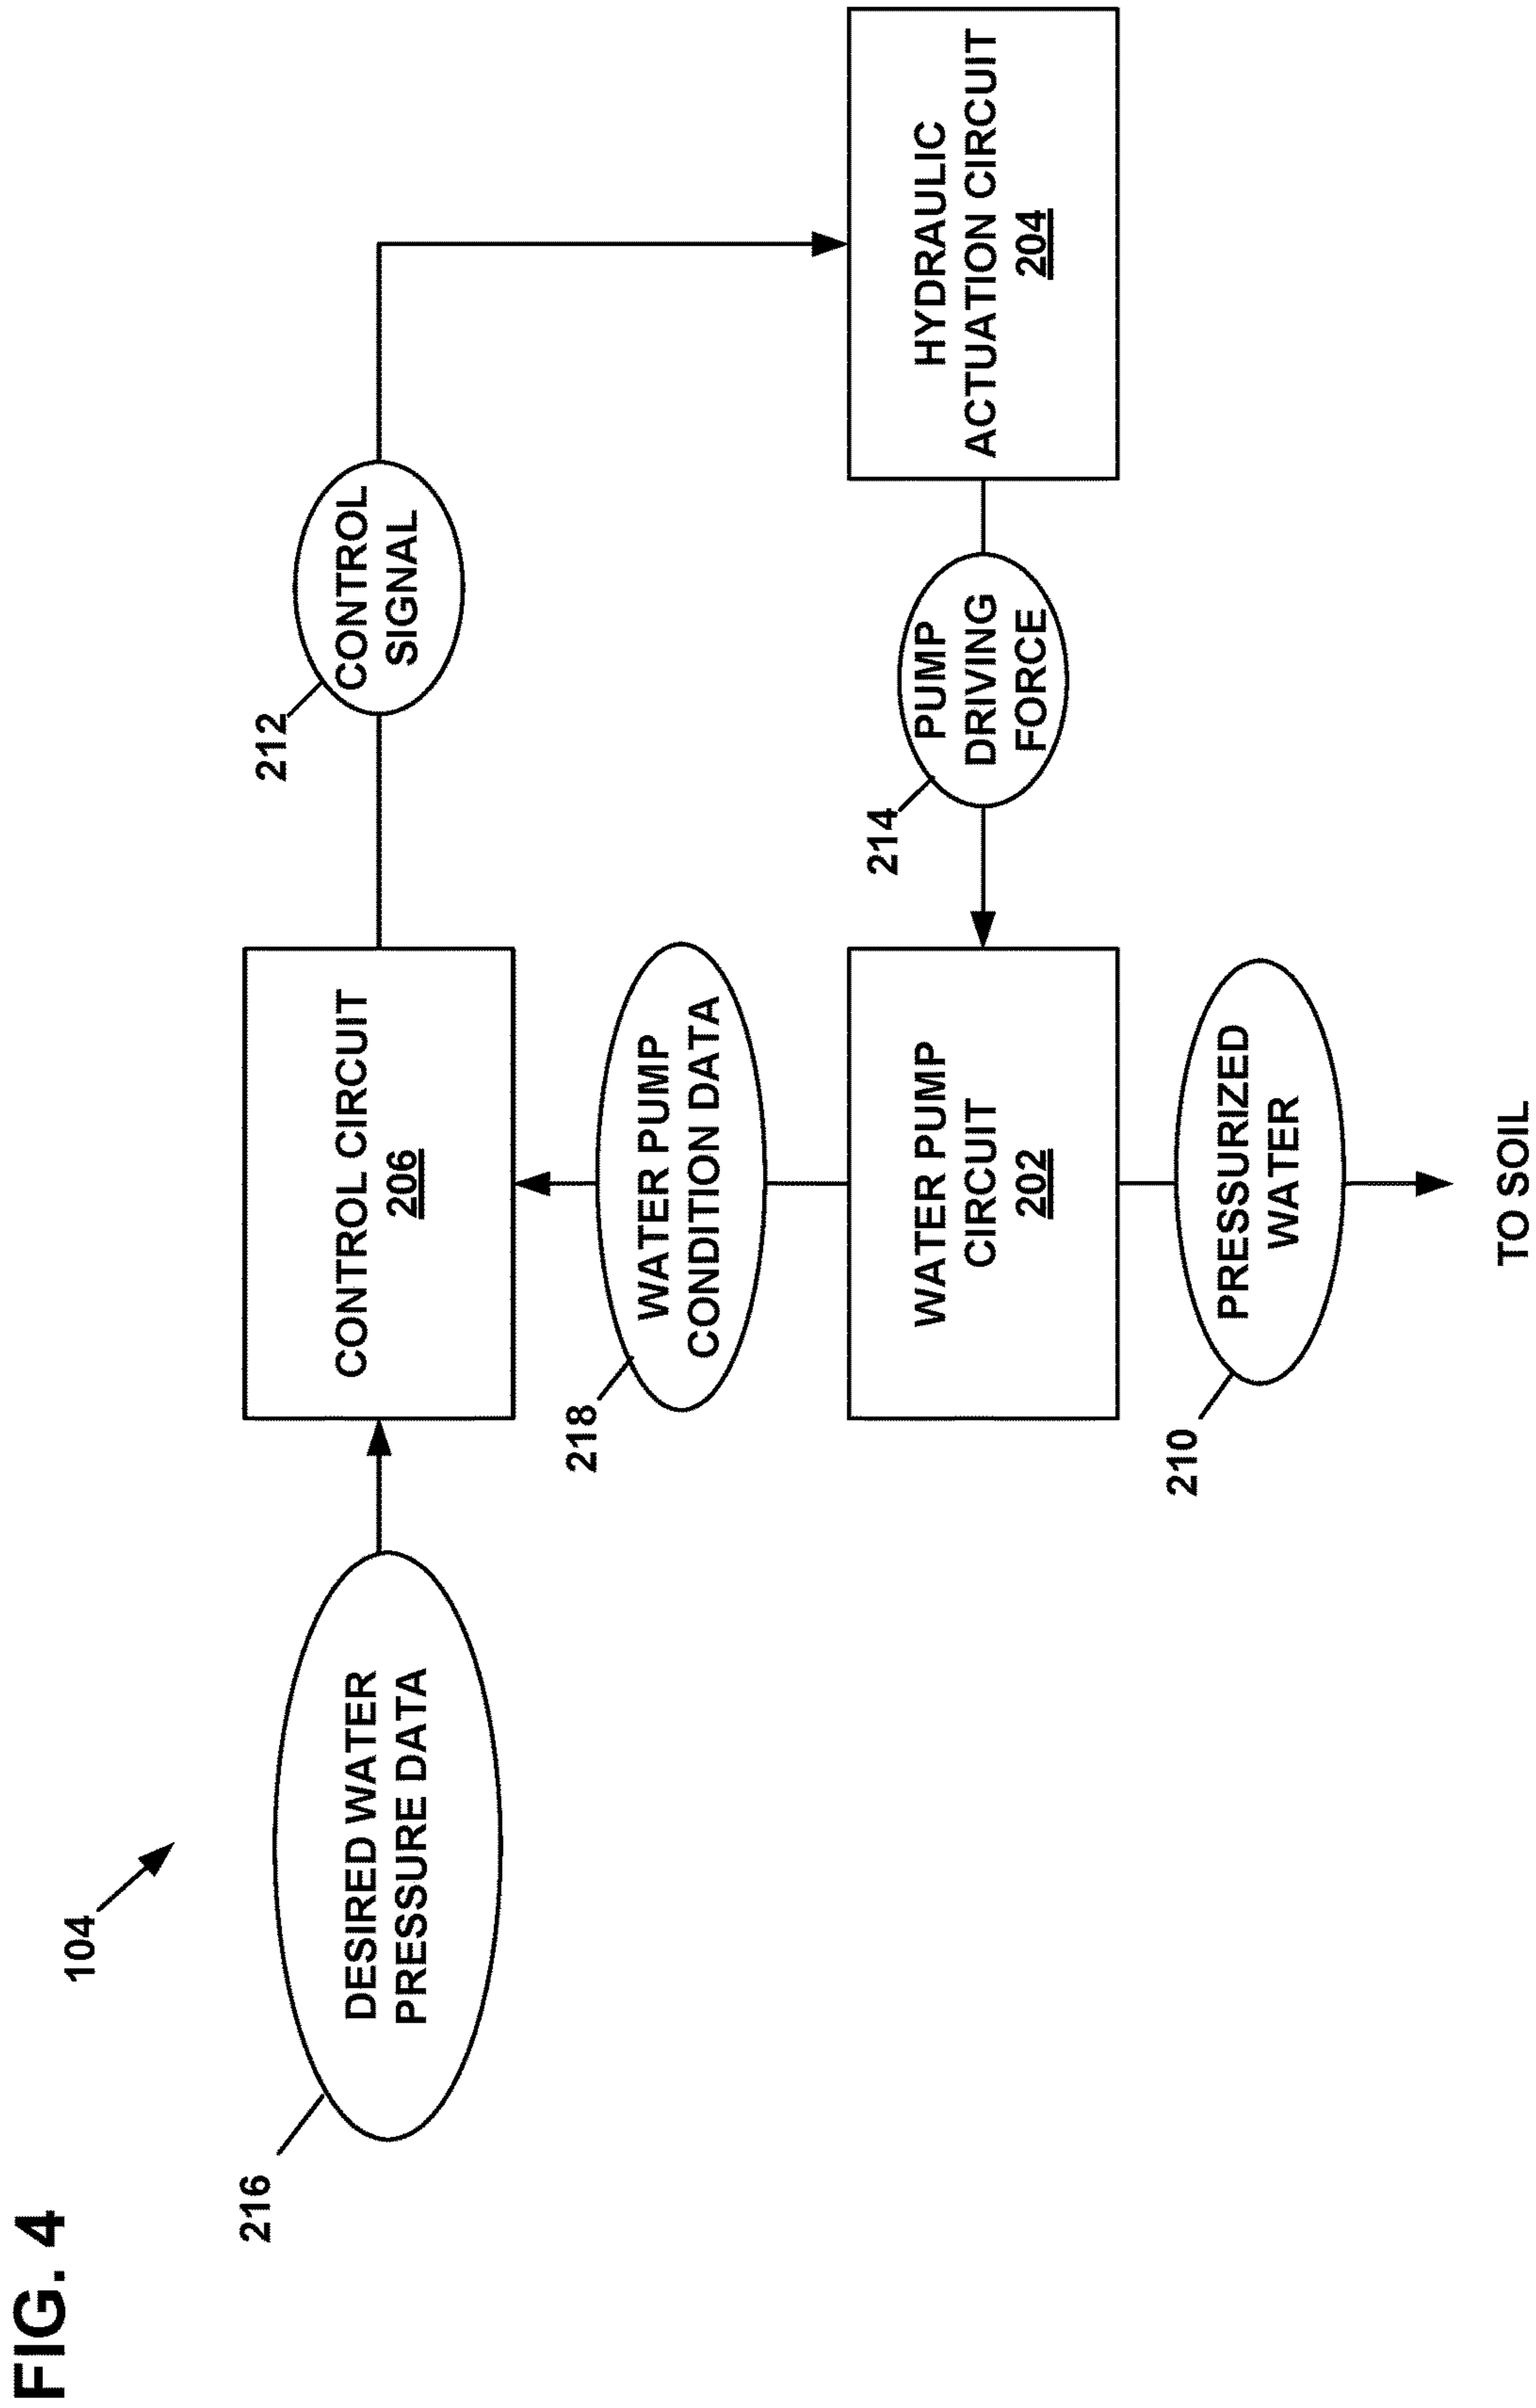 FIG. 4
104
216
DESIRED WATER
PRESSURE DATA
CONTROL CIRCUIT
206
212
CONTROL
SIGNAL
218
WATER PUMP
CONDITION DATA
WATER PUMP
CIRCUIT
202
214
PUMP
DRIVING
FORCE
HYDRAULIC
ACTUATION CIRCUIT
204
210
PRESSURIZED
WATER
TO SOIL